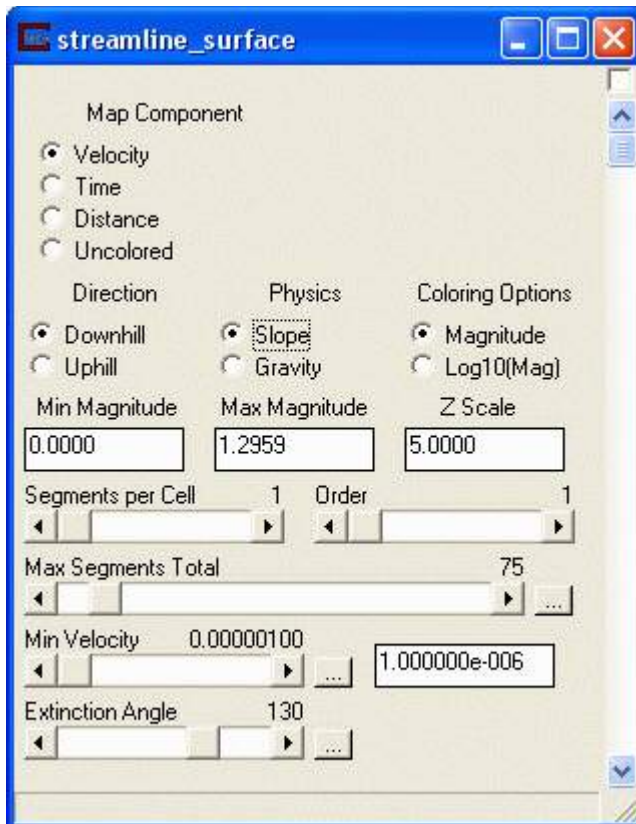 streamline_surface
Map Component
Velocity
Time
Distance
Uncolored
Direction Physics Coloring Options
Downhill Slope Magnitude
Uphill Gravity Log10(Mag)
Min Magnitude Max Magnitude Z Scale
0.0000 1.2959 5.0000
Segments per Cell 1 Order 1
Max Segments Total 75
...
Min Velocity 0.00000100
... 1.000000e-006
Extinction Angle 130
...